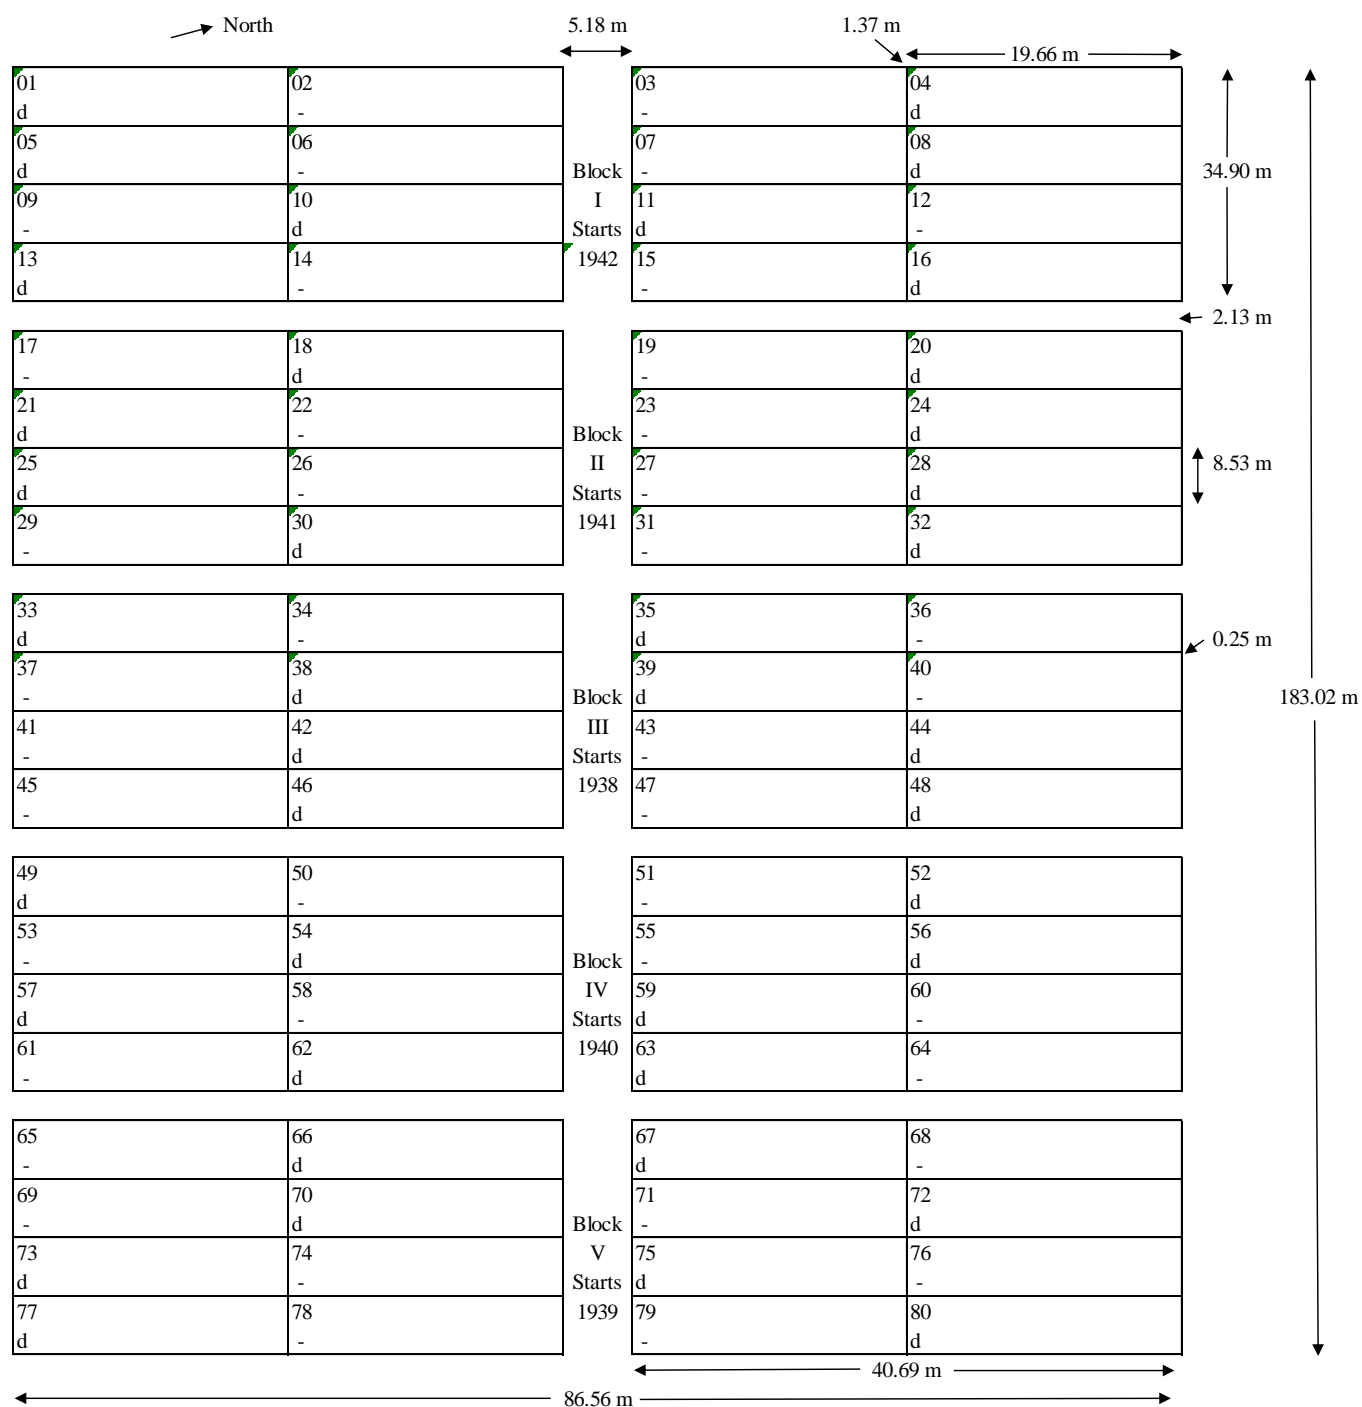 North 5.18 m 1.37 m
19.66 m
01 02 03 04
d - - d
05 06 07 08
d - Block - d 34.90 m
09 10 I 11 12
- d Starts d -
13 14 1942 15 16
d - - d
2.13 m
17 18 19 20
- d - d
21 22 23 24
d - Block - d
25 26 II 27 28 8.53 m
d - Starts - d
29 30 1941 31 32
- d - d
33 34 35 36
d - d - 0.25 m
37 38 39 40
- d Block d - 183.02 m
41 42 III 43 44
- d Starts - d
45 46 1938 47 48
- d - d
49 50 51 52
d - - d
53 54 55 56
- d Block - d
57 58 IV 59 60
d - Starts d -
61 62 1940 63 64
- d d -
65 66 67 68
- d d -
69 70 71 72
- d Block - d
73 74 V 75 76
d - Starts d -
77 78 1939 79 80
d - - d
40.69 m
86.56 m